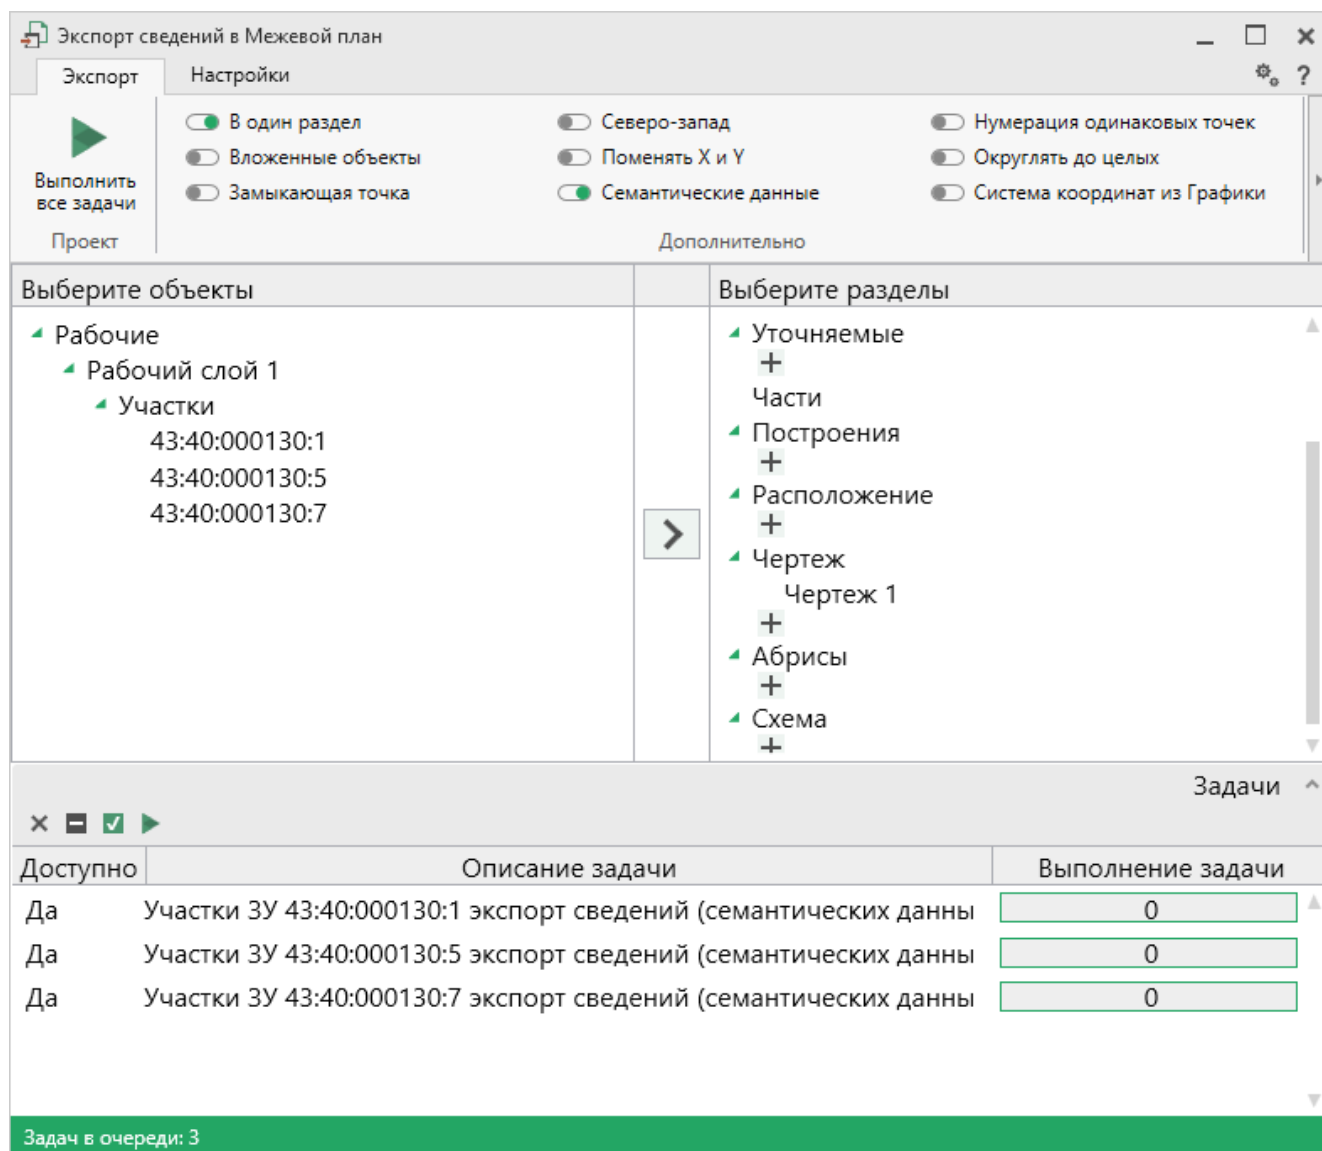 Экспорт сведений в Межевой план
Экспорт Настройки ?
В один раздел Северо-запад Нумерация одинаковых точек
Вложенные объекты Поменять X и Y Округлять до целых
Замыкающая точка Семантические данные Система координат из Графики
Выполнить
все задачи
Проект Дополнительно
Выберите объекты Выберите разделы
Рабочие
Рабочий слой 1
Участки
43:40:000130:1
43:40:000130:5
43:40:000130:7
Уточняемые
Части
Построения
Расположение
Чертеж
Чертеж 1
Абрисы
Схема
Задачи
Доступно Описание задачи Выполнение задачи
Да Участки ЗУ 43:40:000130:1 экспорт сведений (семантических данны 0
Да Участки ЗУ 43:40:000130:5 экспорт сведений (семантических данны 0
Да Участки ЗУ 43:40:000130:7 экспорт сведений (семантических данны 0
Задач в очереди: 3